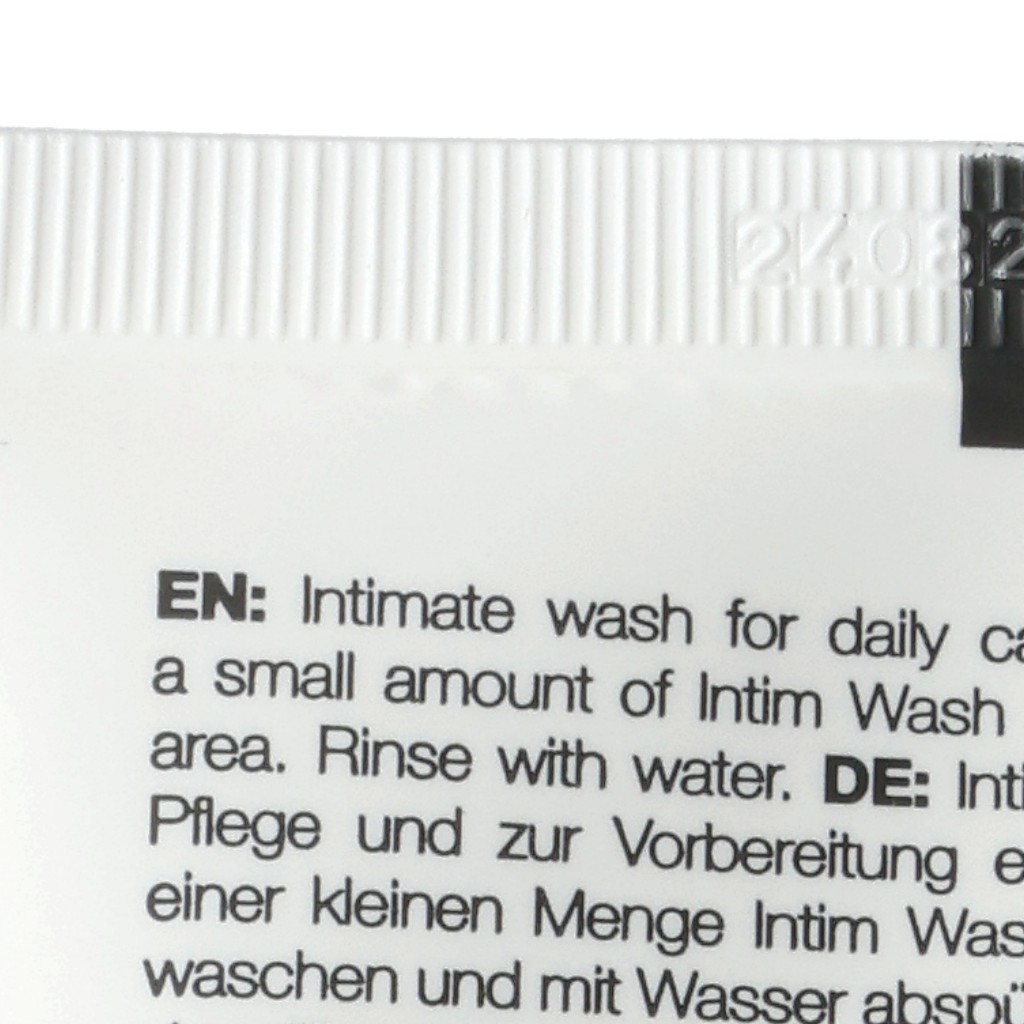 24082
EN: Intimate wash for daily
a small amount of Intim Wash
area. Rinse with water. DE:
Pflege und zur Vorbereitung
einer kleinen Menge Intim
waschen und mit Wasser